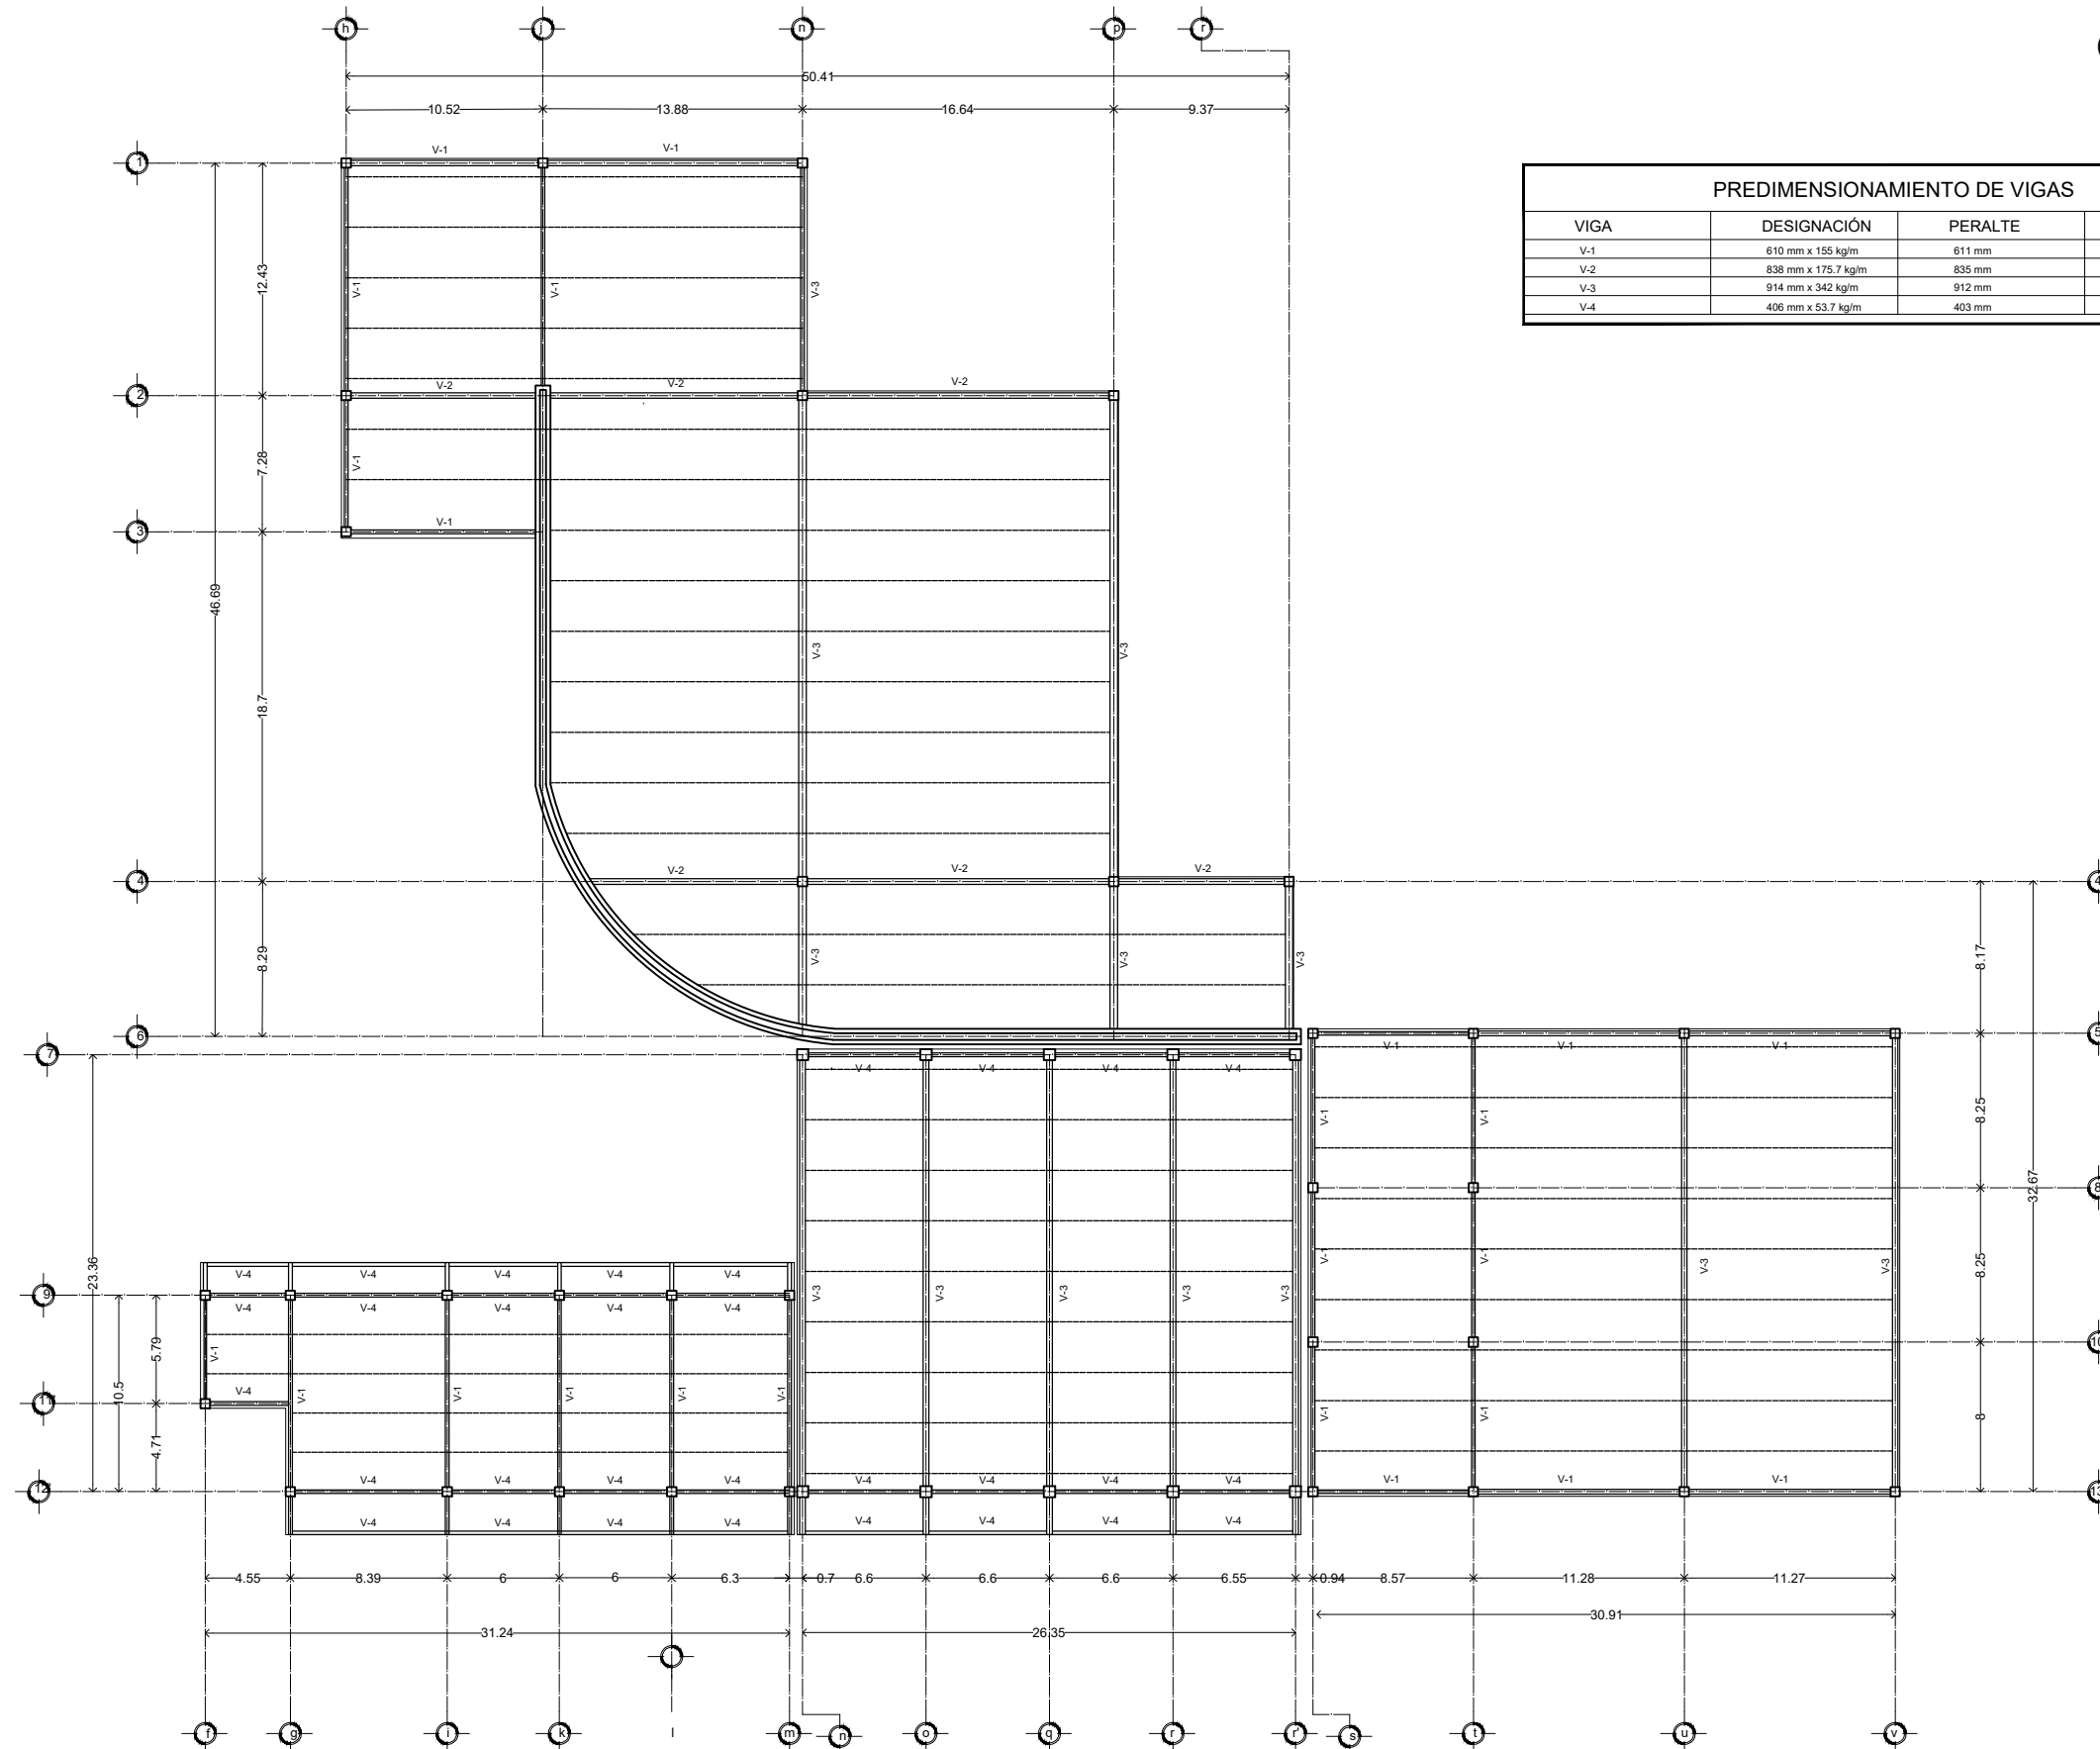 h j n p r
50.41
10.52 13.88 16.64 9.37
1 V-1 V-1
PREDIMENSIONAMIENTO DE VIGAS
VIGA DESIGNACIÓN PERALTE
V-1 610 mm x 155 kg/m 611 mm
V-2 838 mm x 175.7 kg/m 835 mm
V-3 914 mm x 342 kg/m 912 mm
V-4 406 mm x 53.7 kg/m 403 mm
12.43 V-1 V-1 V-3
2 V-2 V-2 V-2
7.28 V-1
3 V-1
46.69
18.7 V-3 V-3
4 V-2 V-2 V-2 4
8.29 V-3 V-3 V-3 8.17
6 5
7 V-1 V-1 V-1
V-4 V-4 V-4 V-4
V-1 V-1 8.25
8
32.67
23.36 V-1 V-1 V-3 V-3 8.25
V-4 V-4 V-4 V-4 V-4
9 V-3 V-3 V-3 V-3 V-3
V-4 V-4 V-4 V-4 V-4
5.79 V-1 10
10.5 V-4 V-1 V-1 V-1 V-1 V-1
11 V-1 V-1 8
4.71
V-4 V-4 V-4 V-4 V-4 V-4 V-4 V-4 V-1 V-1 V-1
12 13
V-4 V-4 V-4 V-4 V-4 V-4 V-4 V-4
4.55 8.39 6 6 6.3 0.7 6.6 6.6 6.6 6.55 0.94 8.57 11.28 11.27
30.91
31.24 26.35
f g i k l m n o q r r' s t u v